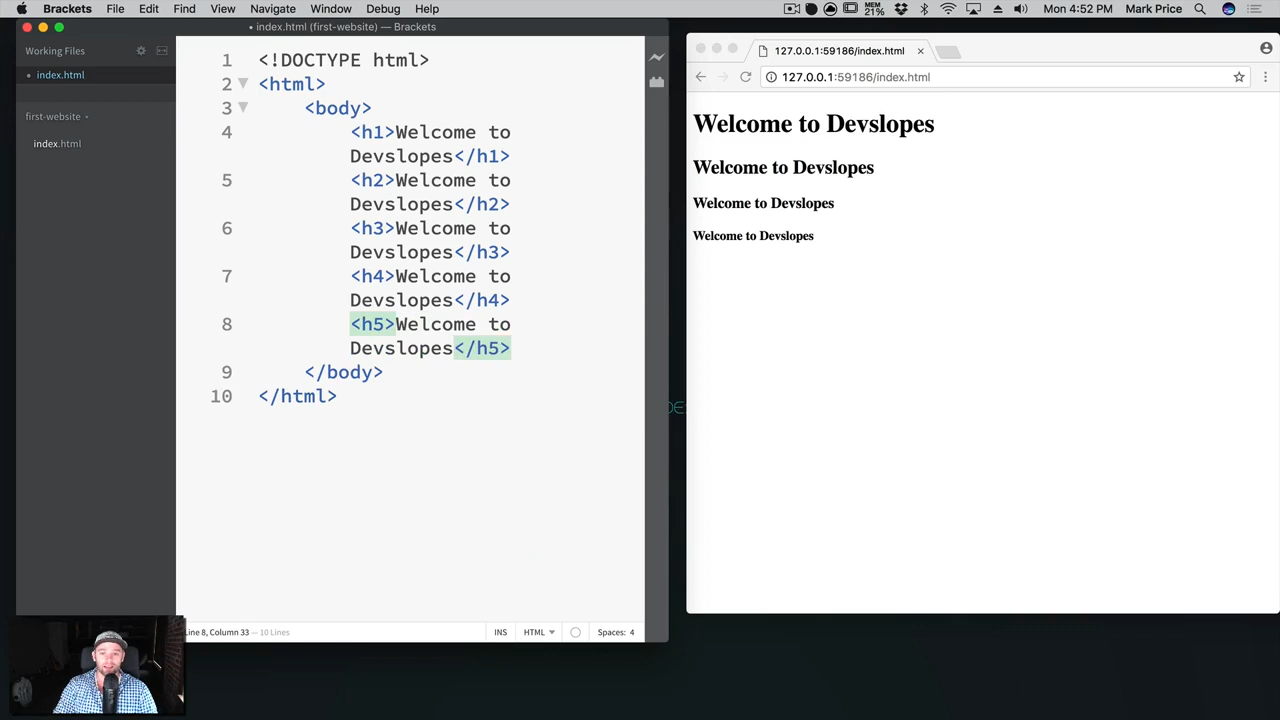 Brackets File Edit Find View Navigate Window Debug Help MEM 21% Mon 4:52 PM Mark Price
• index.html (first-website) — Brackets
Working Files
• index.html
first-website
index.html
1 <!DOCTYPE html>
2 <html>
3 <body>
4 <h1>Welcome to
Devslopes</h1>
5 <h2>Welcome to
Devslopes</h2>
6 <h3>Welcome to
Devslopes</h3>
7 <h4>Welcome to
Devslopes</h4>
8 <h5>Welcome to
Devslopes</h5>
9 </body>
10 </html>
Line 8, Column 33 — 10 Lines INS HTML Spaces: 4
127.0.0.1:59186/index.html
127.0.0.1:59186/index.html
Welcome to Devslopes
Welcome to Devslopes
Welcome to Devslopes
Welcome to Devslopes